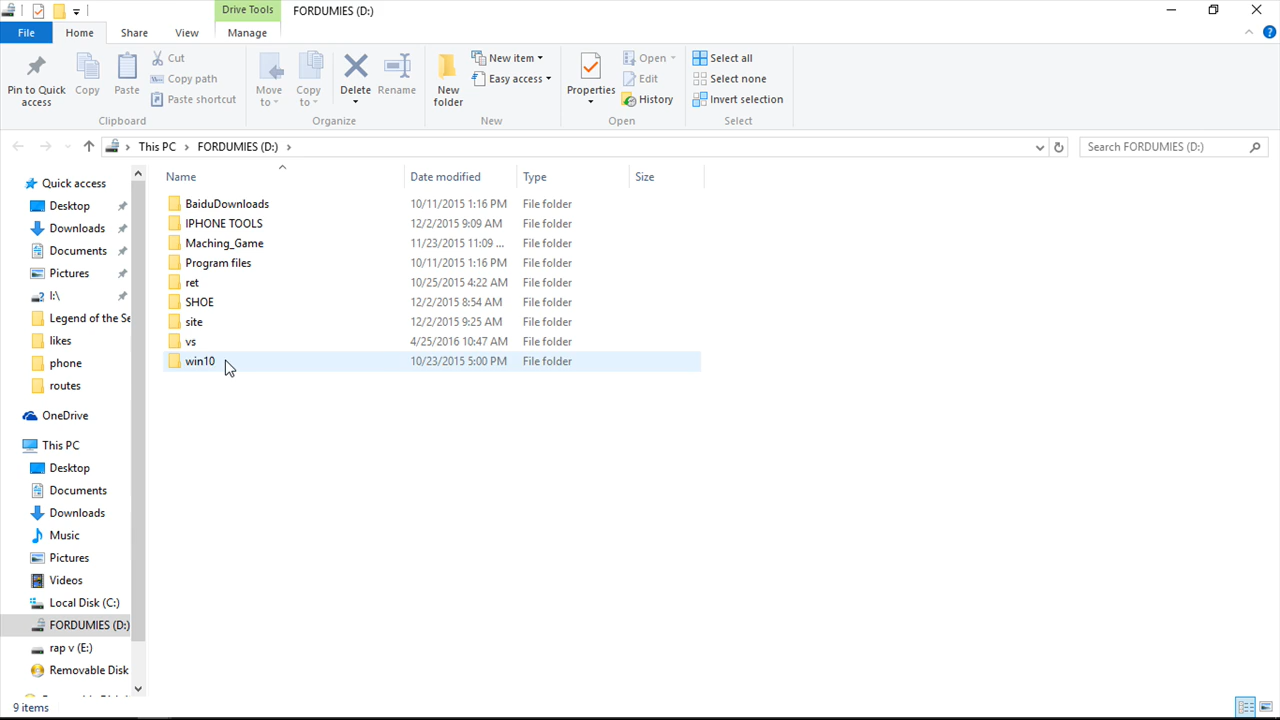 Drive Tools FORDUMIES (D:)
File Home Share View Manage
Pin to Quick access
Copy
Paste
Cut
Copy path
Paste shortcut
Clipboard
Move to
Copy to
Delete
Rename
Organize
New folder
New item
Easy access
New
Properties
Open
Edit
History
Open
Select all
Select none
Invert selection
Select
This PC FORDUMIES (D:)
Search FORDUMIES (D:)
Name Date modified Type Size
BaiduDownloads 10/11/2015 1:16 PM File folder
IPHONE TOOLS 12/2/2015 9:09 AM File folder
Maching_Game 11/23/2015 11:09 ... File folder
Program files 10/11/2015 1:16 PM File folder
ret 10/25/2015 4:22 AM File folder
SHOE 12/2/2015 8:54 AM File folder
site 12/2/2015 9:25 AM File folder
vs 4/25/2016 10:47 AM File folder
win10 10/23/2015 5:00 PM File folder
Quick access
Desktop
Downloads
Documents
Pictures
I:\
Legend of the Se
likes
phone
routes
OneDrive
This PC
Desktop
Documents
Downloads
Music
Pictures
Videos
Local Disk (C:)
FORDUMIES (D:)
rap v (E:)
Removable Disk
9 items